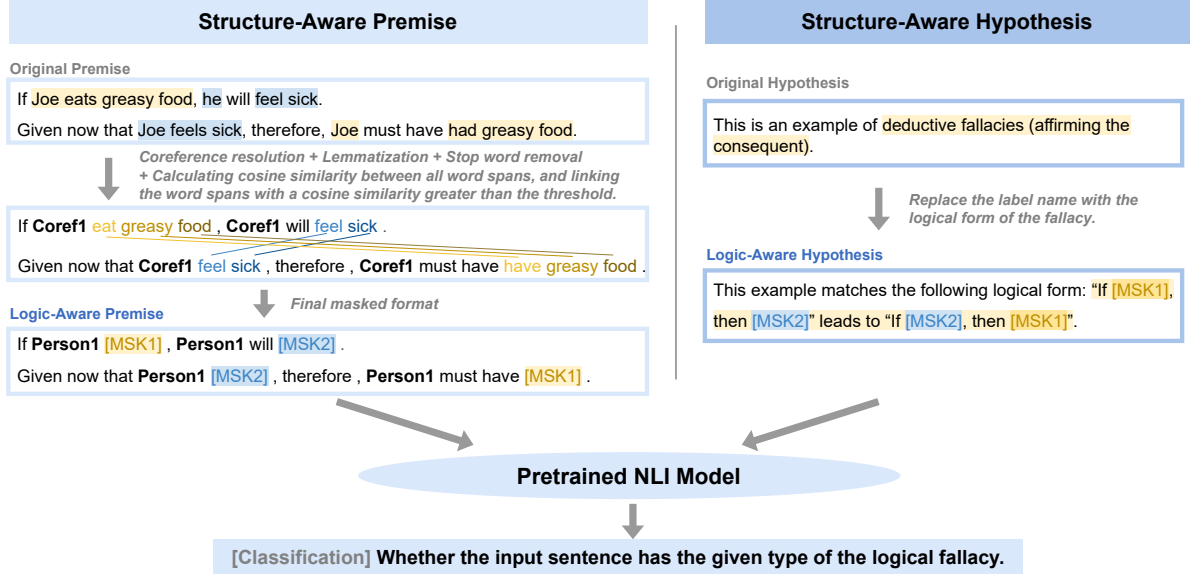 Structure-Aware Premise
Original Premise
If Joe eats greasy food, he will feel sick.
Given now that Joe feels sick, therefore, Joe must have had greasy food.
Coreference resolution + Lemmatization + Stop word removal
+ Calculating cosine similarity between all word spans, and linking
the word spans with a cosine similarity greater than the threshold.
If Coref1 eat greasy food , Coref1 will feel sick .
Given now that Coref1 feel sick , therefore , Coref1 must have have greasy food .
Final masked format
Logic-Aware Premise
If Person1 [MSK1] , Person1 will [MSK2] .
Given now that Person1 [MSK2] , therefore , Person1 must have [MSK1] .
Structure-Aware Hypothesis
Original Hypothesis
This is an example of deductive fallacies (affirming the
consequent).
Replace the label name with the
logical form of the fallacy.
Logic-Aware Hypothesis
This example matches the following logical form: “If [MSK1],
then [MSK2]” leads to “If [MSK2], then [MSK1]”.
Pretrained NLI Model
[Classification] Whether the input sentence has the given type of the logical fallacy.